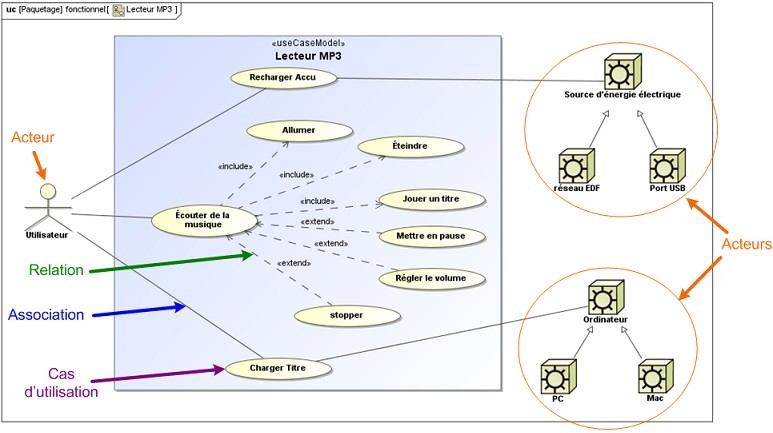 uc [Paquetage] fonctionnel[ Lecteur MP3 ]
«useCaseModel»
Lecteur MP3
Recharger Accu
Source d'énergie électrique
Allumer
Acteur
Éteindre
«include»
«include»
réseau EDF
Port USB
Jouer un titre
«include»
Écouter de la
musique
«extend»
Utilisateur
Mettre en pause
«extend»
Acteurs
Relation
«extend»
Régler le volume
Association
stopper
Ordinateur
Cas
d'utilisation
Charger Titre
PC
Mac